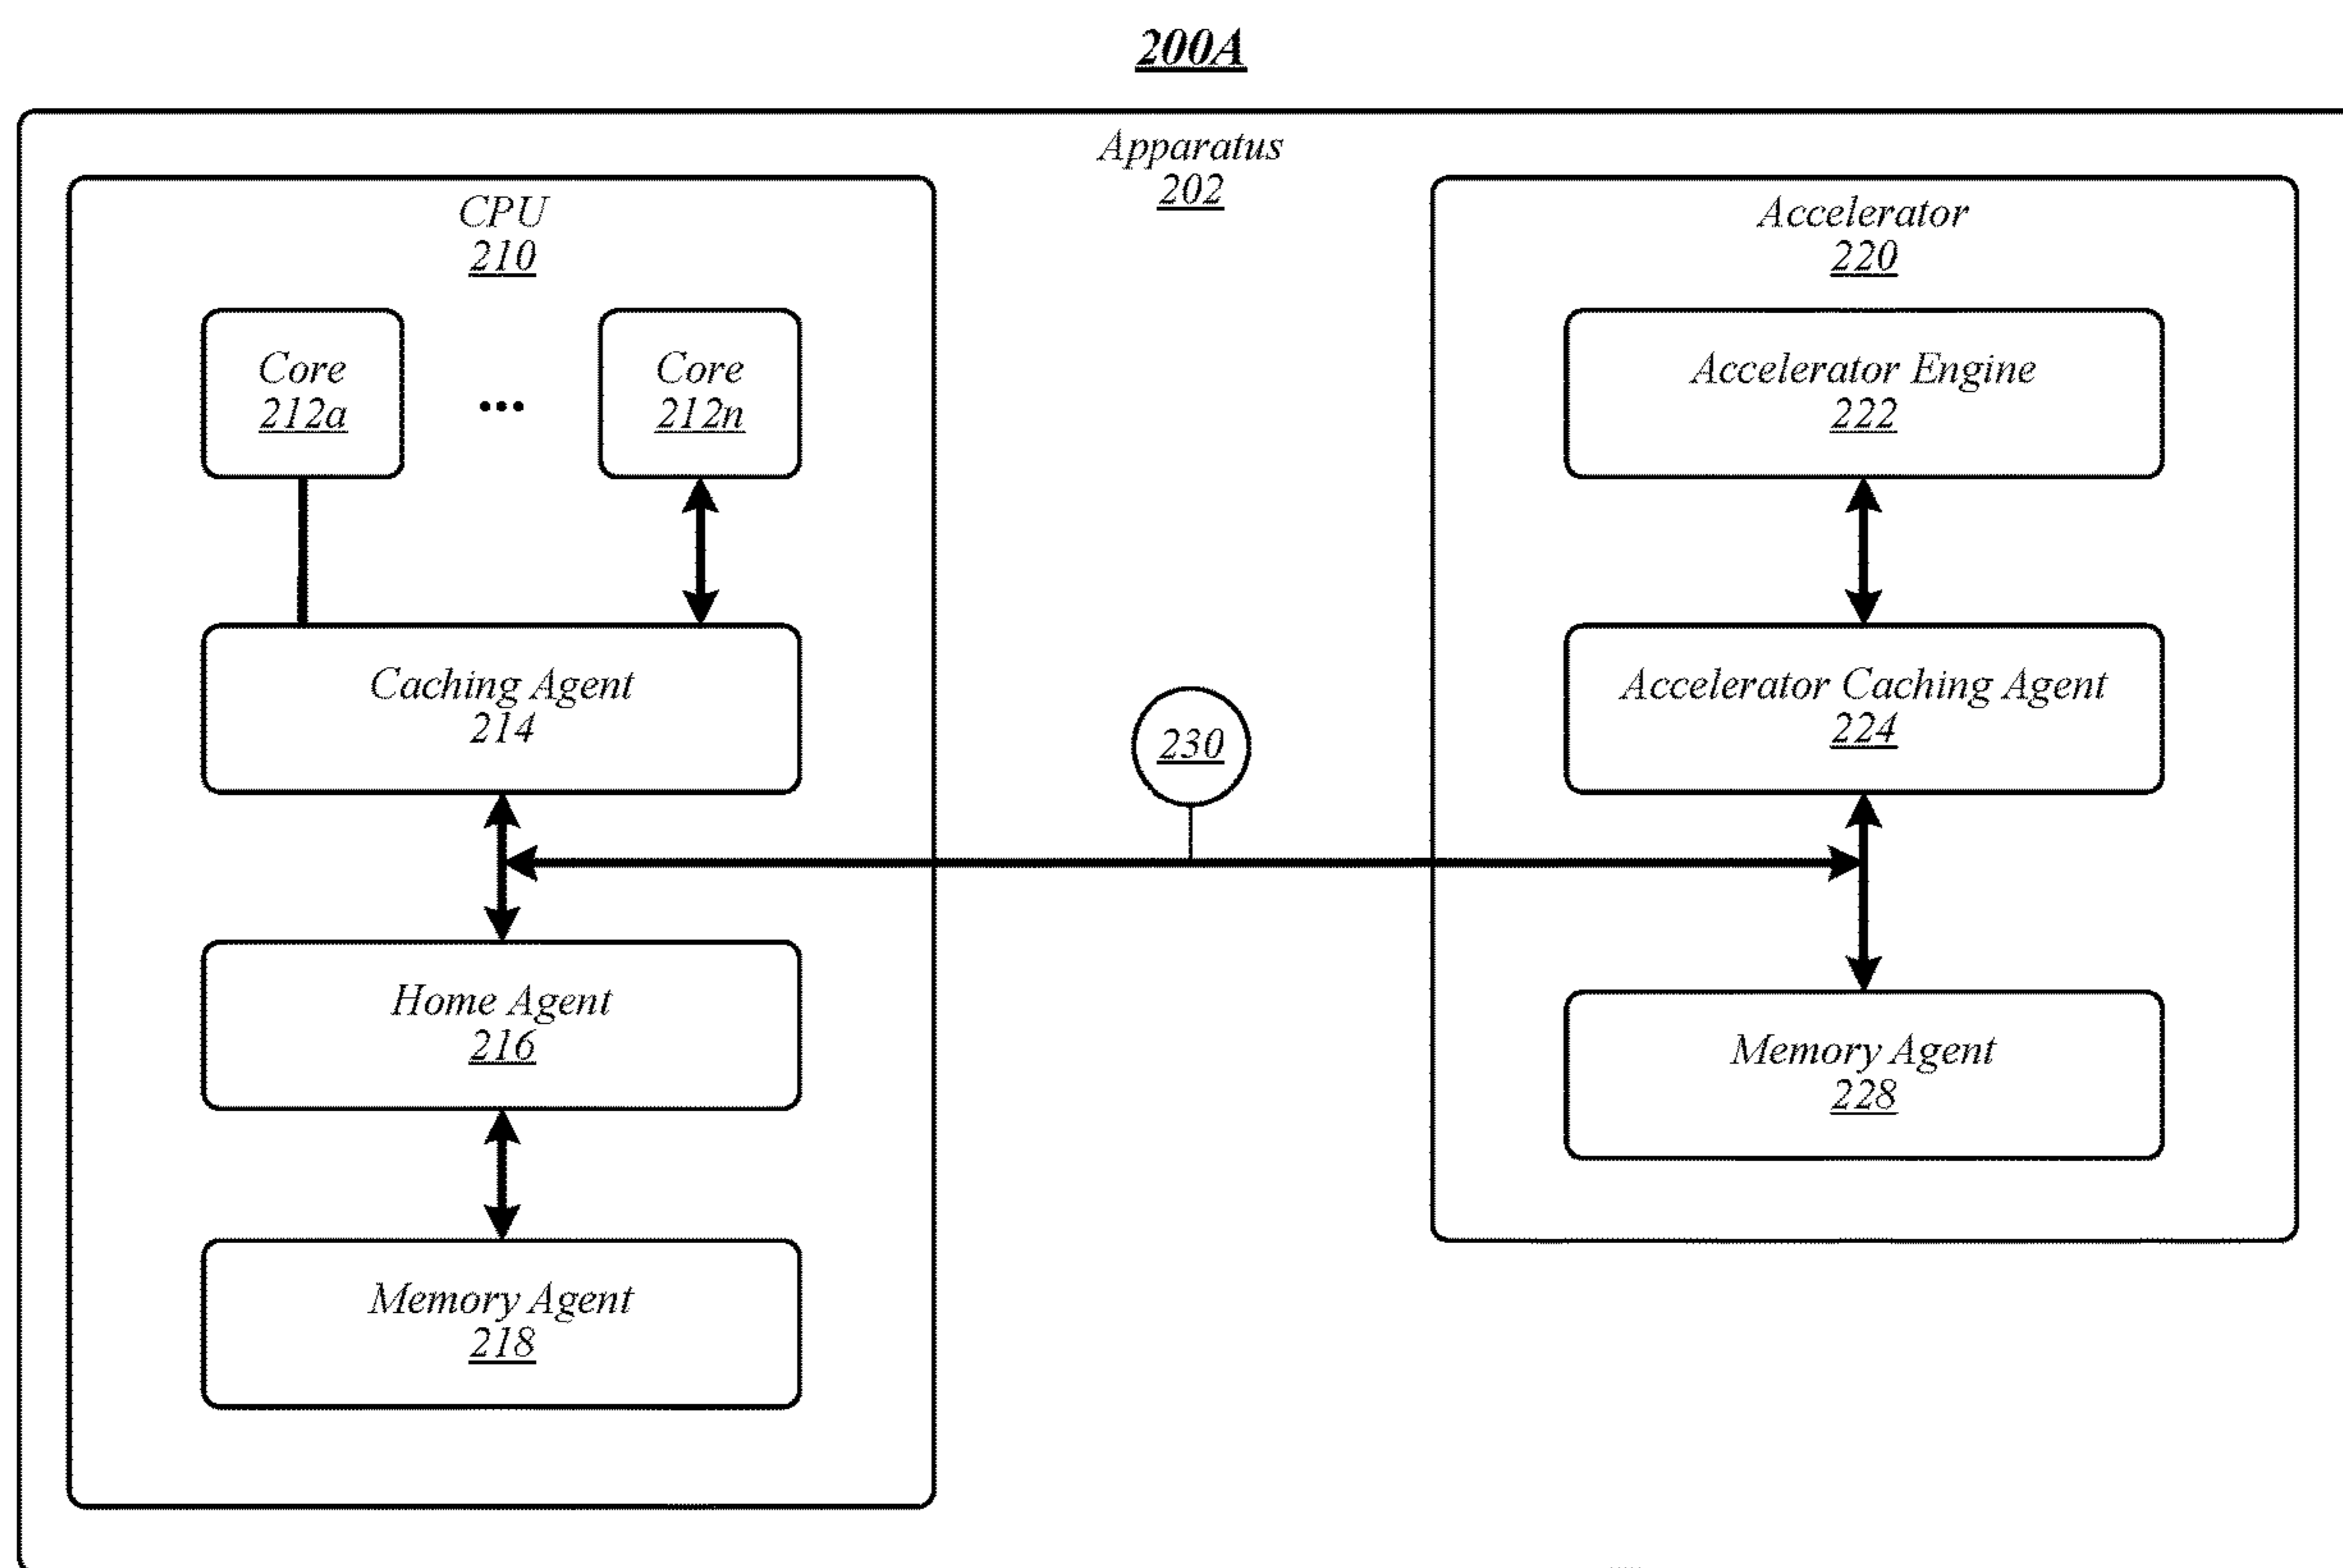 200A
Apparatus
202
CPU
210
Core
212a
...
Core
212n
Caching Agent
214
Home Agent
216
Memory Agent
218
230
Accelerator
220
Accelerator Engine
222
Accelerator Caching Agent
224
Memory Agent
228